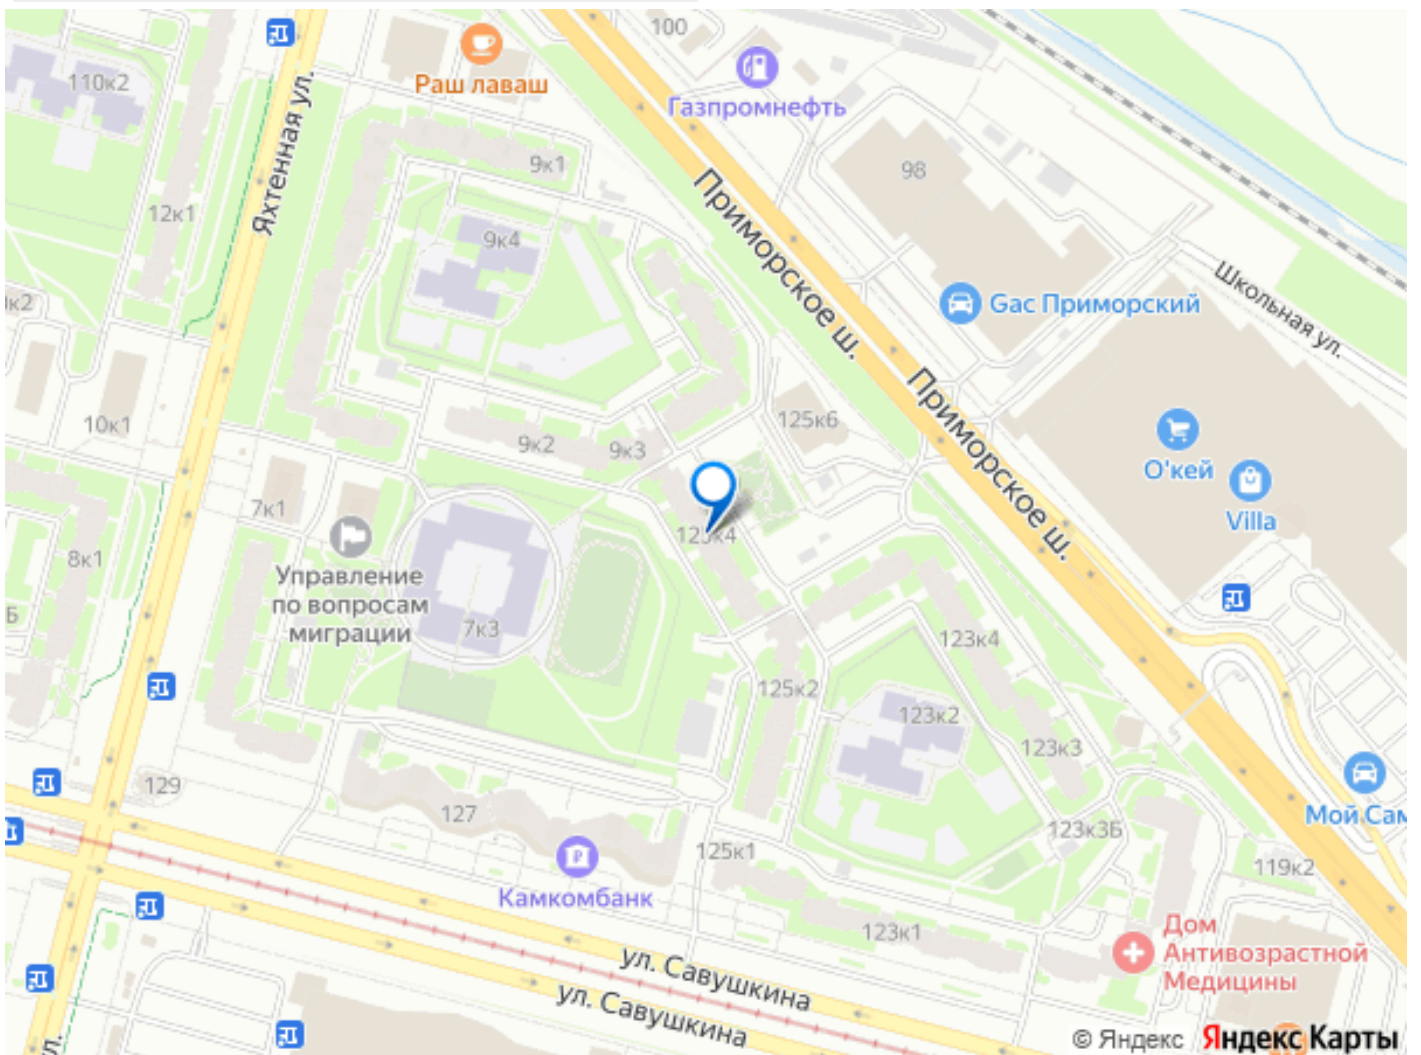 100
110к2
Раш лаваш
Газпромнефть
Яхтенная ул.
9к1
98
12к1
Приморское ш.
9к4
Школьная ул.
Gac Приморский
Приморское ш.
10к1
125к6
9к2
9к3
О'кей
Villa
7к1
8к1
Управление
по вопросам
миграции
7к3
Б
123к4
125к2
123к2
123к3
129
127
Мой Сам
123к3Б
125к1
119к2
Камкомбанк
123к1
Дом
Антивозрастной
Медицины
ул. Савушкина
ул. Савушкина
© Яндекс Яндекс Карты